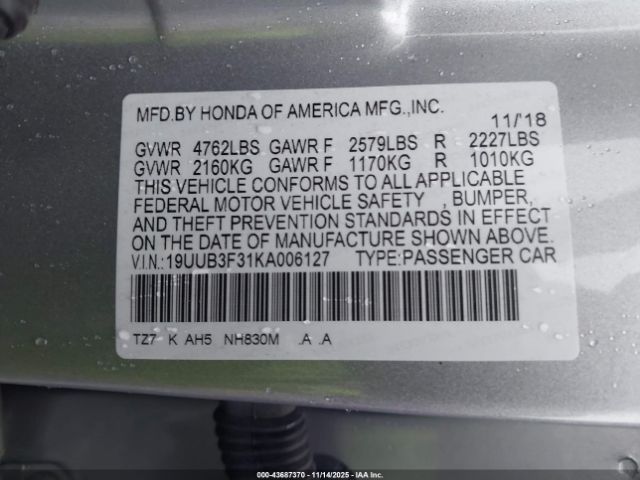 MFD.BY HONDA OF AMERICA MFG.,INC.
11/'18
GVWR 4762LBS GAWR F 2579LBS R 2227LBS
GVWR 2160KG GAWR F 1170KG R 1010KG
THIS VEHICLE CONFORMS TO ALL APPLICABLE
FEDERAL MOTOR VEHICLE SAFETY , BUMPER,
AND THEFT PREVENTION STANDARDS IN EFFECT
ON THE DATE OF MANUFACTURE SHOWN ABOVE.
V.I.N.:19UUB3F31KA006127 TYPE:PASSENGER CAR
TZ7 K AH5 NH830M .A .A
000-43687370 - 11/14/2025 - IAA Inc.